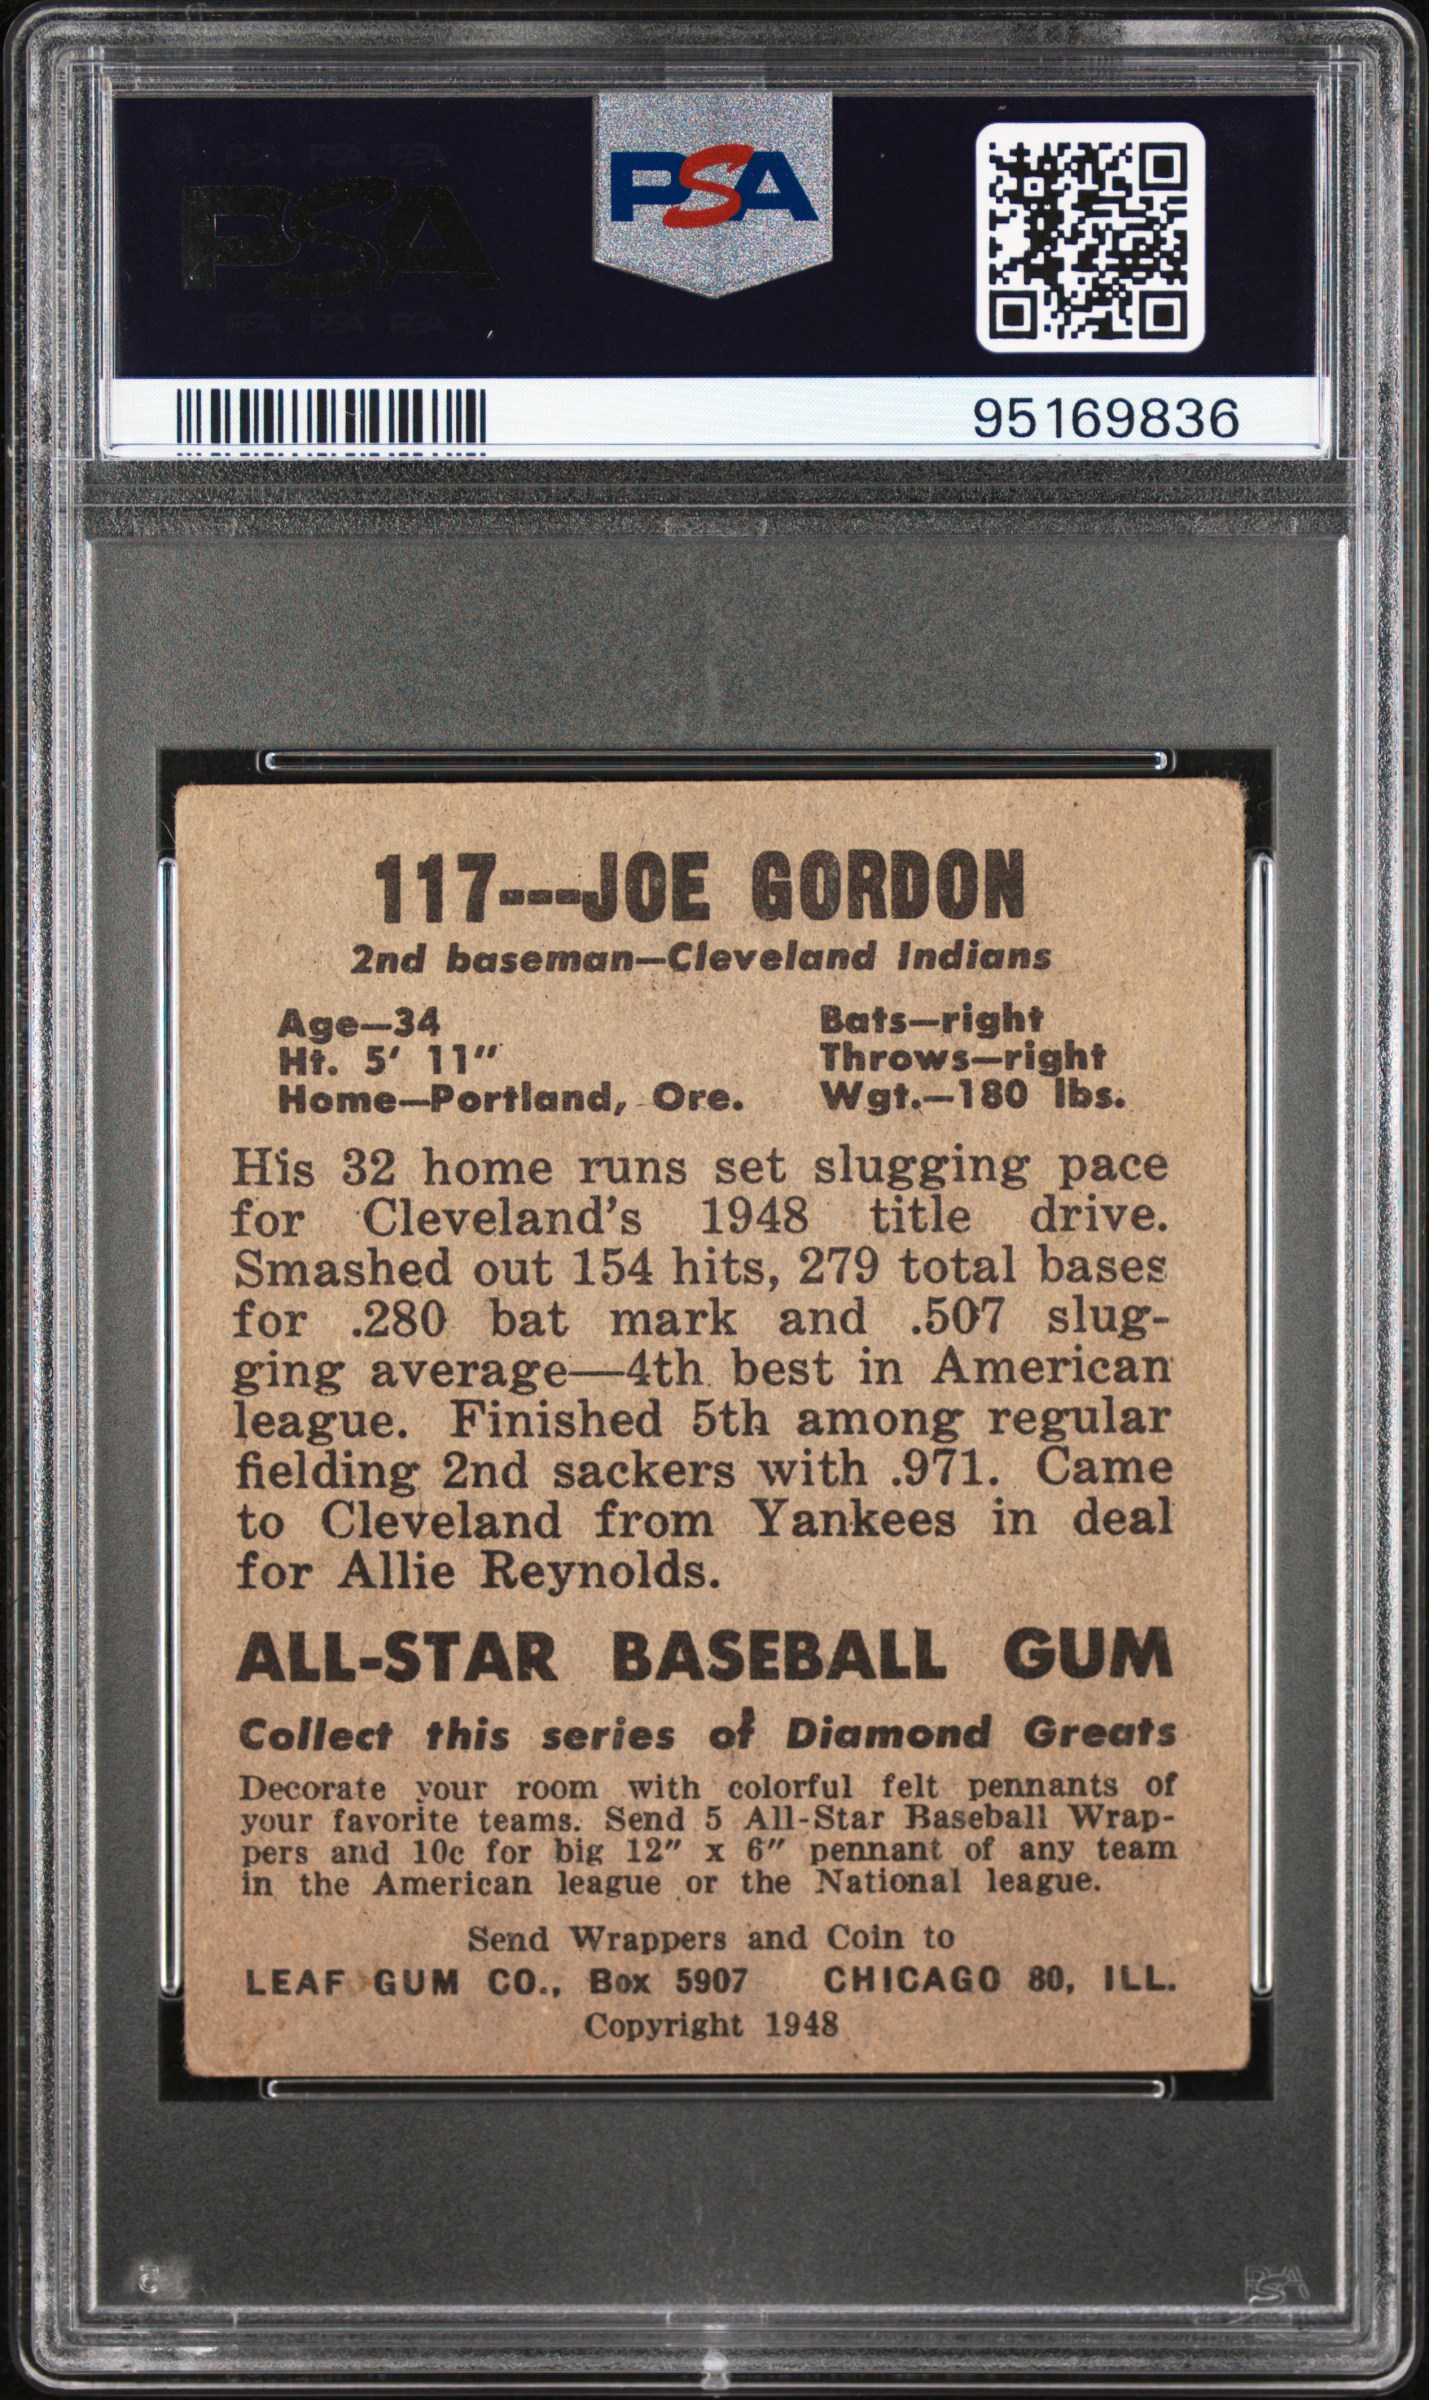 PSA
PSA
95169836
117---JOE GORDON
2nd baseman—Cleveland Indians
Age—34
Ht. 5' 11"
Home—Portland, Ore.
Bats—right
Throws—right
Wgt.—180 lbs.
His 32 home runs set slugging pace
for Cleveland's 1948 title drive.
Smashed out 154 hits, 279 total bases
for .280 bat mark and .507 slug-
ging average—4th best in American
league. Finished 5th among regular
fielding 2nd sackers with .971. Came
to Cleveland from Yankees in deal
for Allie Reynolds.
ALL-STAR BASEBALL GUM
Collect this series of Diamond Greats
Decorate your room with colorful felt pennants of
your favorite teams. Send 5 All-Star Baseball Wrap-
pers and 10c for big 12" x 6" pennant of any team
in the American league or the National league.
Send Wrappers and Coin to
LEAF GUM CO., Box 5907 CHICAGO 80, ILL.
Copyright 1948
PSA